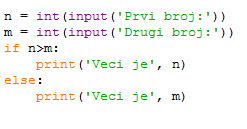 n = int(input('Prvi broj:'))
m = int(input('Drugi broj:'))
if n>m:
    print('Veci je', n)
else:
    print('Veci je', m)